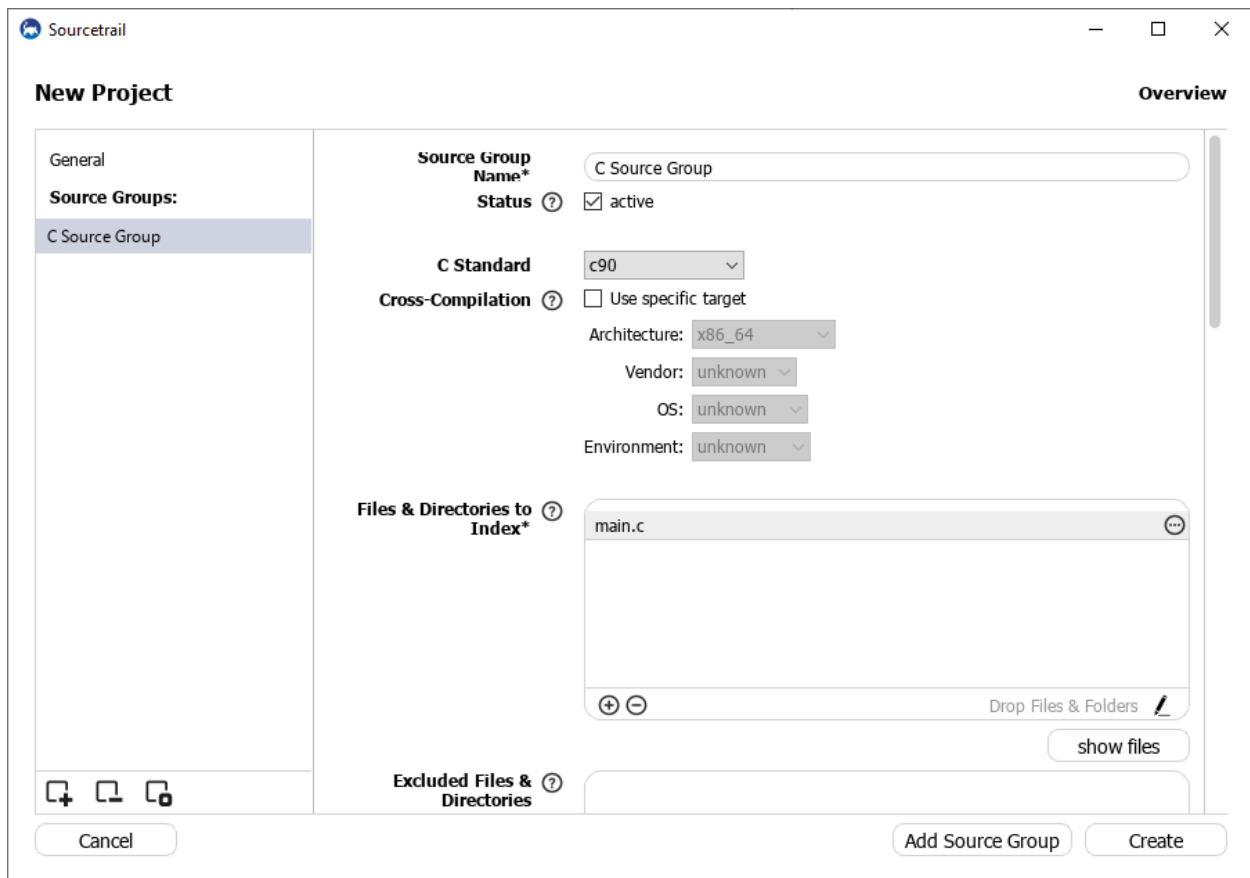 Sourcetrail
New Project
Overview
General
Source Groups:
C Source Group
Source Group
Name*
C Source Group
Status
active
C Standard
c90
Cross-Compilation
Use specific target
Architecture: x86_64
Vendor: unknown
OS: unknown
Environment: unknown
Files & Directories to
Index*
main.c
Drop Files & Folders
show files
Excluded Files &
Directories
Cancel
Add Source Group
Create